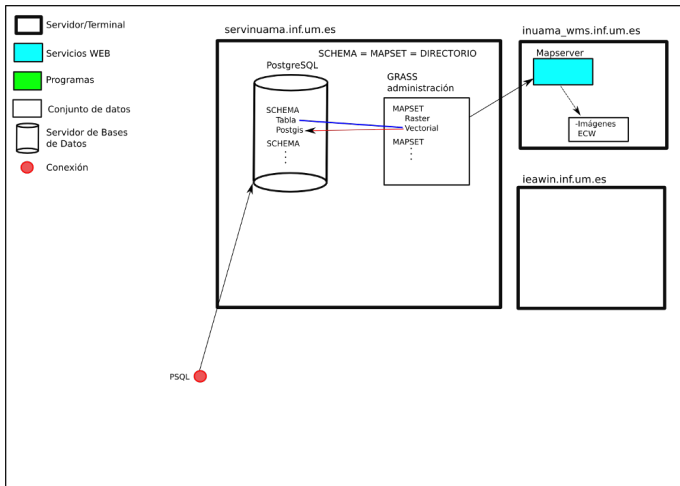 Servidor/Terminal
Servicios WEB
Programas
Conjunto de datos
Servidor de Bases
de Datos
Conexión
servinuama.inf.um.es
SCHEMA = MAPSET = DIRECTORIO
PostgreSQL
SCHEMA
Tabla
Postgis
SCHEMA
GRASS
administración
MAPSET
Raster
Vectorial
MAPSET
inuama_wms.inf.um.es
Mapserver
-Imágenes
ECW
ieawin.inf.um.es
PSQL